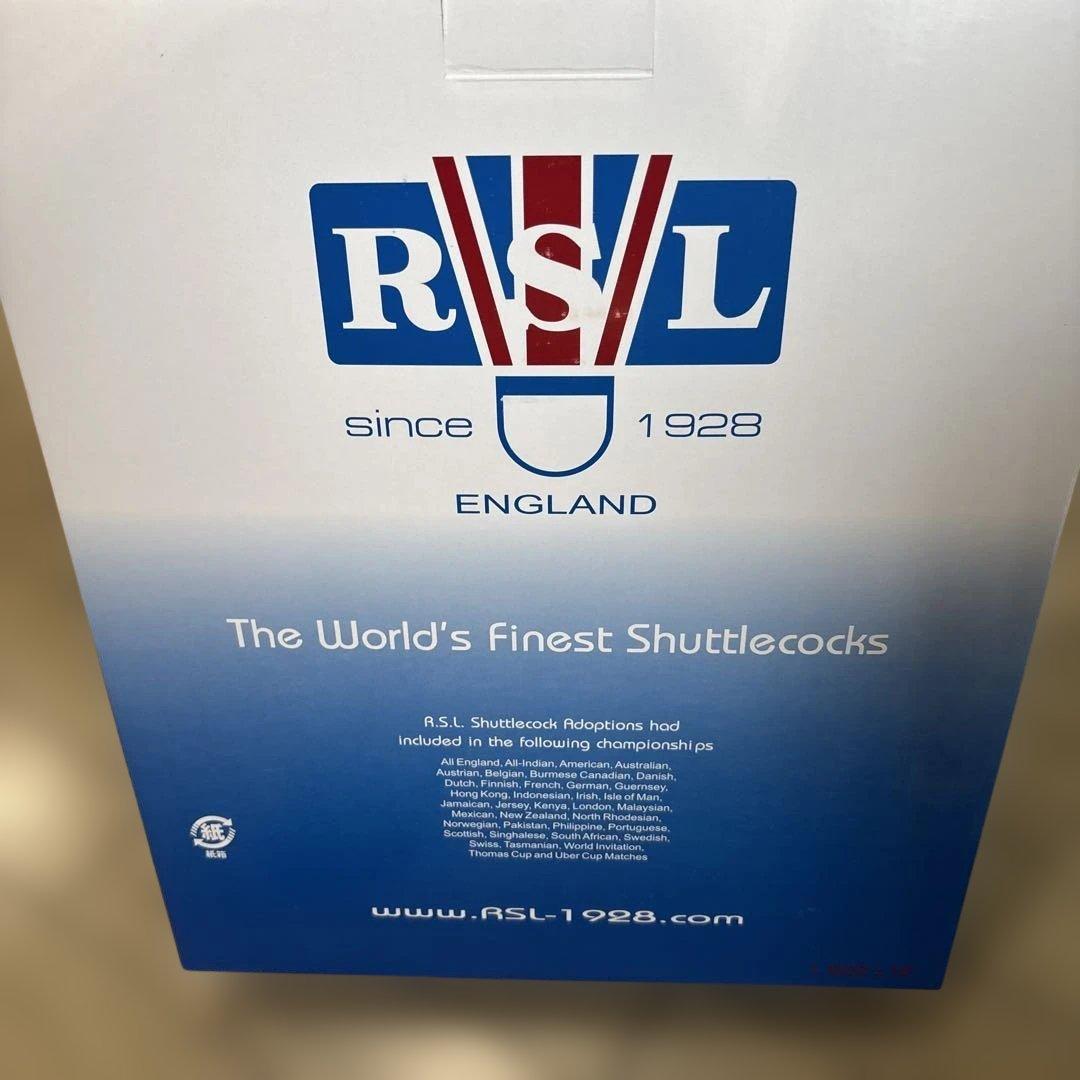 RSL
since 1928
ENGLAND
The World's Finest Shuttlecocks
R.S.L. Shuttlecock Adoptions had
included in the following championships
All England, All-Indian, American, Australian,
Austrian, Belgian, Burmese Canadian, Danish,
Dutch, Finnish, French, German, Guernsey,
Hong Kong, Indonesian, Irish, Isle of Man,
Jamaican, Jersey, Kenya, London, Malaysian,
Mexican, New Zealand, North Rhodesian,
Norwegian, Pakistan, Philippine, Portuguese,
Scottish, Singhalese, South African, Swedish,
Swiss, Tasmanian, World Invitation,
Thomas Cup and Uber Cup Matches
紙
紙箱
www.RSL-1928.com